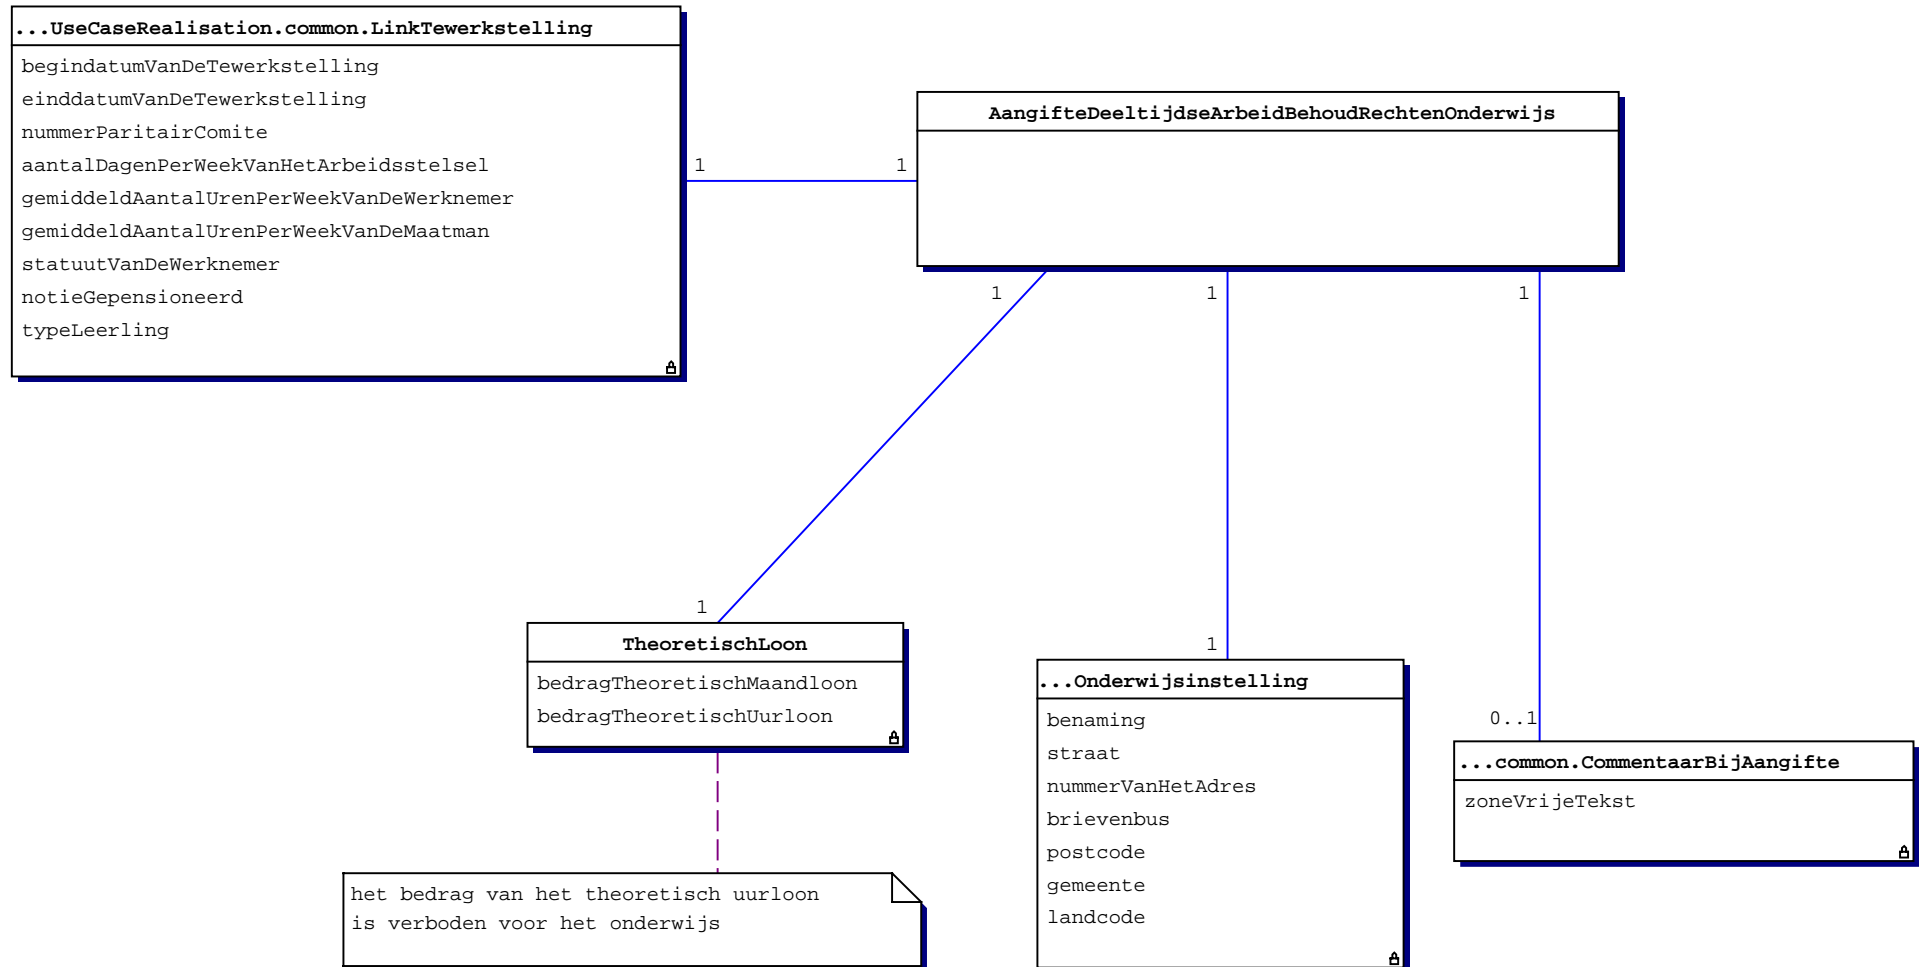 ...UseCaseRealisation.common.LinkTewerkstelling
begindatumVanDeTewerkstelling
einddatumVanDeTewerkstelling
nummerParitairComite
aantalDagenPerWeekVanHetArbeidsstelsel
gemiddeldAantalUrenPerWeekVanDeWerknemer
gemiddeldAantalUrenPerWeekVanDeMaatman
statuutVanDeWerknemer
notieGepensioneerd
typeLeerling
1
1
AangifteDeeltijdseArbeidBehoudRechtenOnderwijs
1
1
1
1
TheoretischLoon
bedragTheoretischMaandloon
bedragTheoretischUurloon
het bedrag van het theoretisch uurloon
is verboden voor het onderwijs
1
...Onderwijsinstelling
benaming
straat
nummerVanHetAdres
brievenbus
postcode
gemeente
landcode
0..1
...common.CommentaarBijAangifte
zoneVrijeTekst